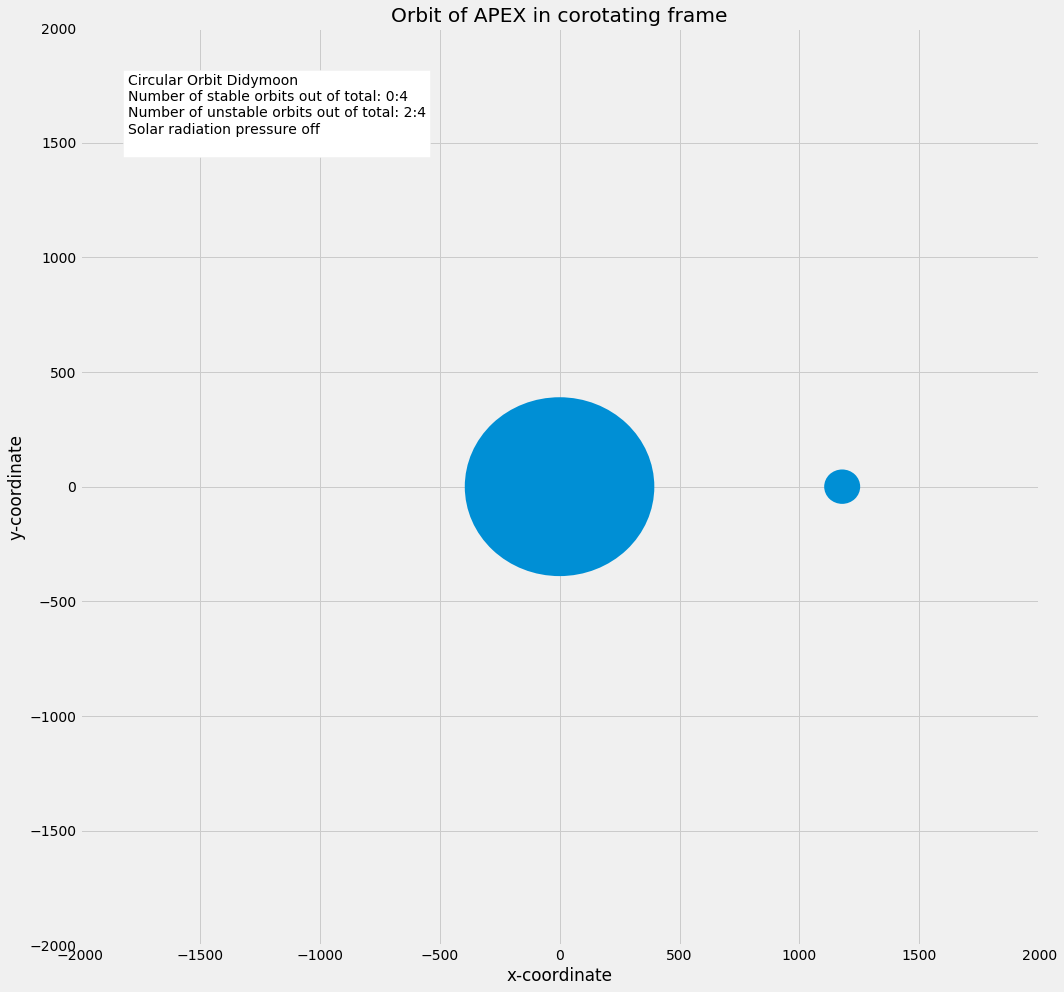 Orbit of APEX in corotating frame
2000
Circular Orbit Didymoon
Number of stable orbits out of total: 0:4
Number of unstable orbits out of total: 2:4
Solar radiation pressure off
1500
1000
500
0
−500
−1000
−1500
−2000
y-coordinate
−2000 −1500 −1000 −500 0 500 1000 1500 2000
x-coordinate